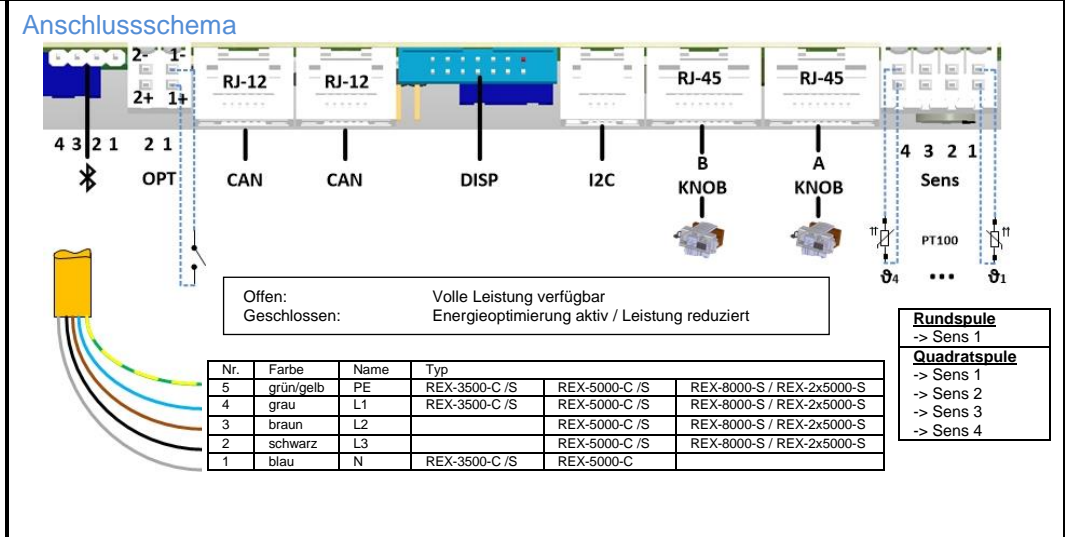 Anschlussschema
2- 1-
2+ 1+
RJ-12 RJ-12 RJ-45 RJ-45
4 3 2 1 2 1 4 3 2 1
OPT CAN CAN DISP I2C B KNOB A KNOB Sens
PT100
ϑ4 ... ϑ1
Offen: Volle Leistung verfügbar
Geschlossen: Energieoptimierung aktiv / Leistung reduziert
Rundspule
-> Sens 1
Quadratspule
-> Sens 1
-> Sens 2
-> Sens 3
-> Sens 4
Nr. Farbe Name Typ
5 grün/gelb PE REX-3500-C /S REX-5000-C /S REX-8000-S / REX-2x5000-S
4 grau L1 REX-3500-C /S REX-5000-C /S REX-8000-S / REX-2x5000-S
3 braun L2 REX-5000-C /S REX-8000-S / REX-2x5000-S
2 schwarz L3 REX-5000-C /S REX-8000-S / REX-2x5000-S
1 blau N REX-3500-C /S REX-5000-C